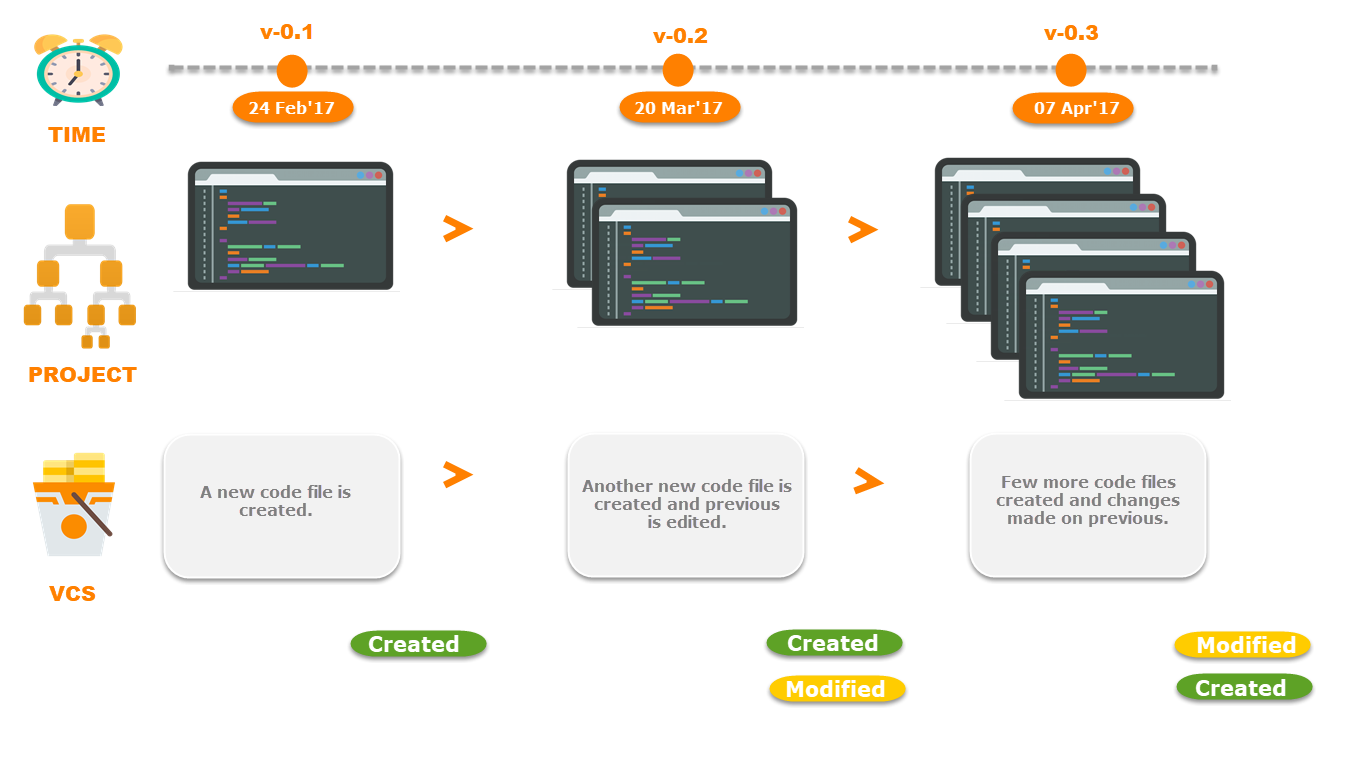 v-0.1
v-0.2
v-0.3
24 Feb'17
20 Mar'17
07 Apr'17
TIME
PROJECT
A new code file is
created.
Another new code file is
created and previous
is edited.
Few more code files
created and changes
made on previous.
VCS
Created
Created
Modified
Modified
Created